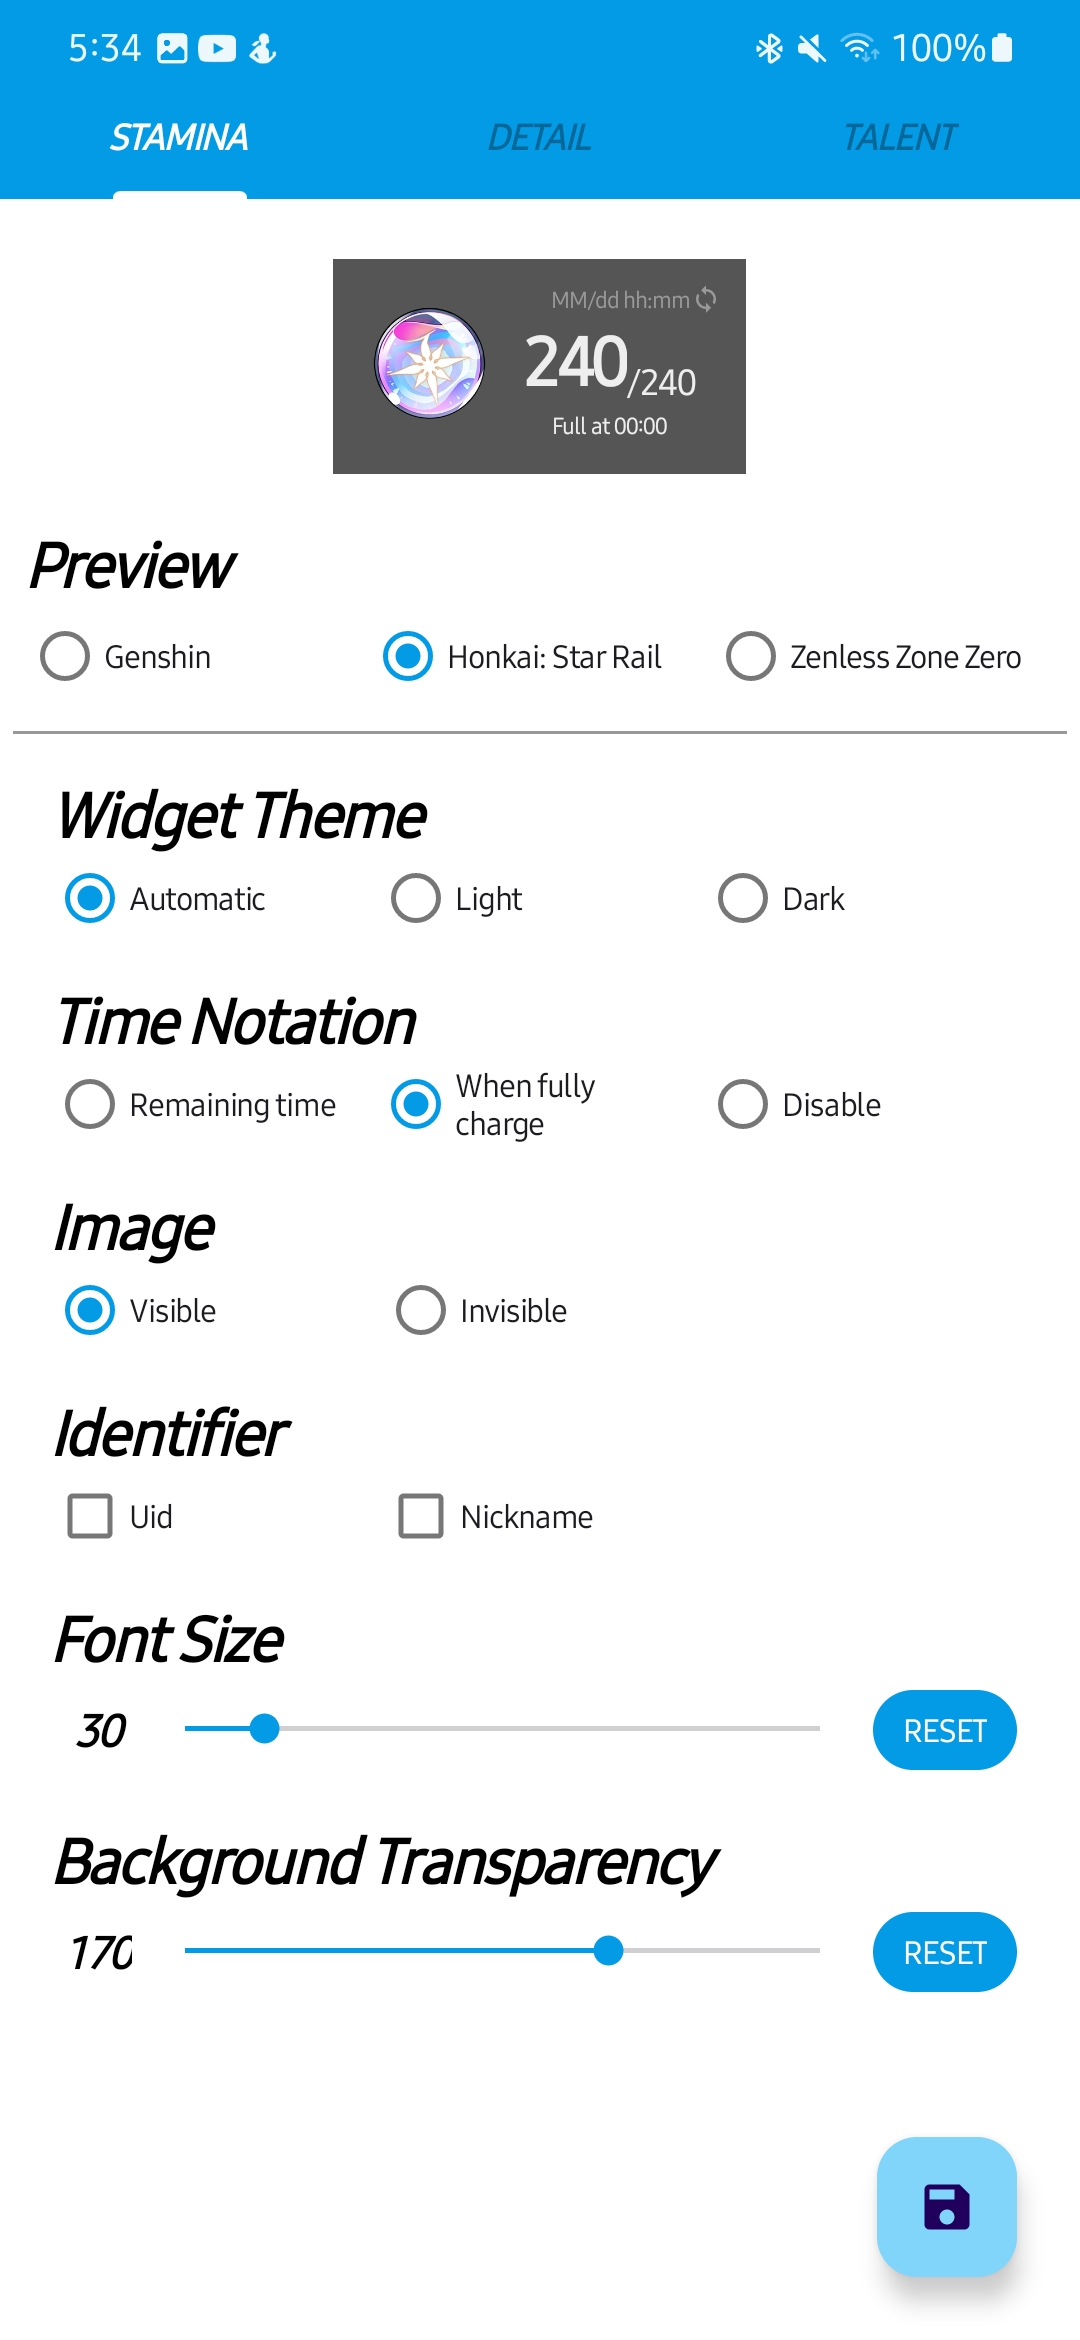 5:34 100%
STAMINA DETAIL TALENT
MM/dd hh:mm
240/240
Full at 00:00
Preview
Genshin Honkai: Star Rail Zenless Zone Zero
Widget Theme
Automatic Light Dark
Time Notation
Remaining time When fully charge Disable
Image
Visible Invisible
Identifier
Uid Nickname
Font Size
30 RESET
Background Transparency
170 RESET